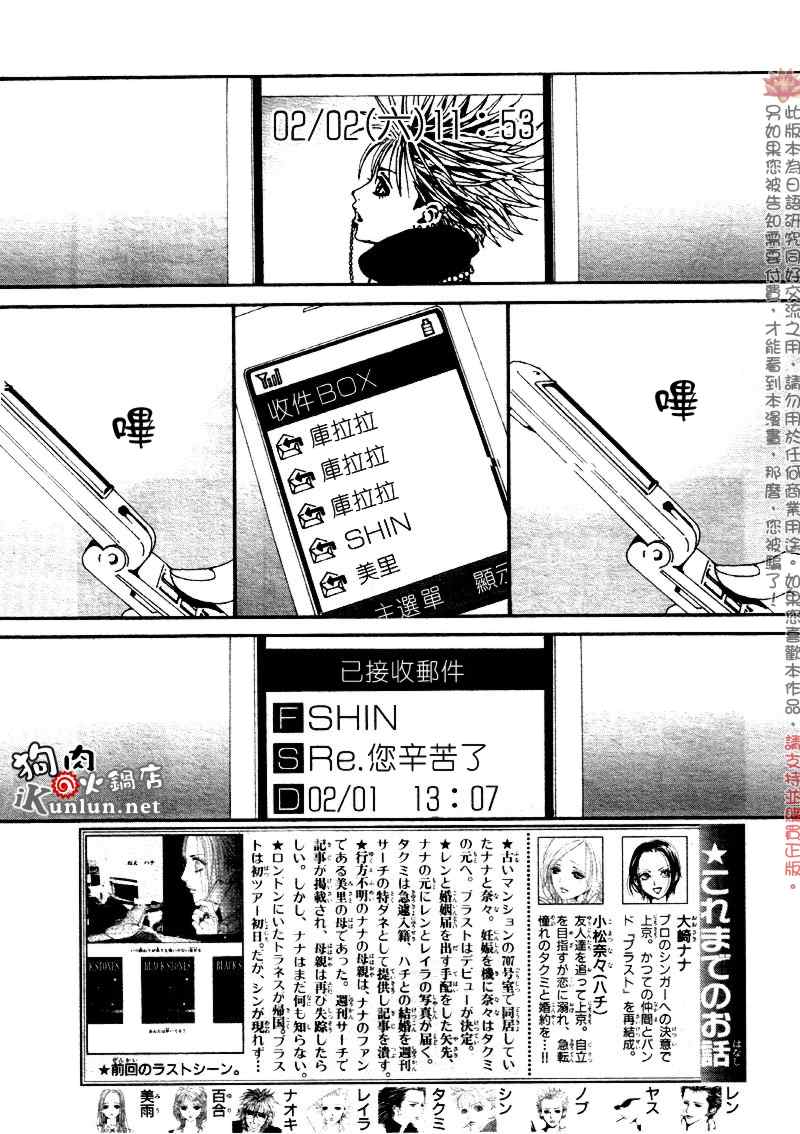 02/02(六)11:53
嗶
收件BOX
庫拉拉
庫拉拉
庫拉拉
SHIN
美里
主選單 顯示
嗶
已接收郵件
F SHIN
S Re.您辛苦了
D 02/01 13:07
狗肉
火鍋店
iKunlun.net
此版本為日語研究同好交流之用,請勿用於任何商業用途。如果您喜歡本作品,請支持並購買正版。
另如果您被告知需要付費,才能看到本漫畫,那麼,您被騙了!
★これまでのお話
大崎ナナ
プロのシンガーへの決意で
上京。かつての仲間とバン
ド「ブラスト」を再結成。
小松奈々(ハチ)
友人達を追って上京。自立
を目指すが恋に溺れ、急転
憧れのタクミと婚約を…!!
★古いマンションの707号室で同居してい
たナナと奈々。妊娠を機に奈々はタクミ
の元へ。ブラストはデビューが決定。
★レンと婚姻届を出す手配をした矢先、
ナナの元にレンとレイラの写真が届く。
タクミは急遽入籍。ハチとの結婚を週刊
サーチの特ダネとして提供し記事を潰す。
★行方不明のナナの母親は、ナナのファン
である美里の母であった。週刊サーチで
記事が掲載され、母親は再び失踪したら
しい。しかし、ナナはまだ何も知らない。
★ロンドンにいたトラネスが帰国。ブラス
トは初ツアー初日。だが、シンが現れず…
ねえ ハチ
BLACK STONES
BLACK STONES
BLACK S
★前回のラストシーン。
レン
ヤス
ノブ
シン
タクミ
レイラ
ナオキ
百合
美雨